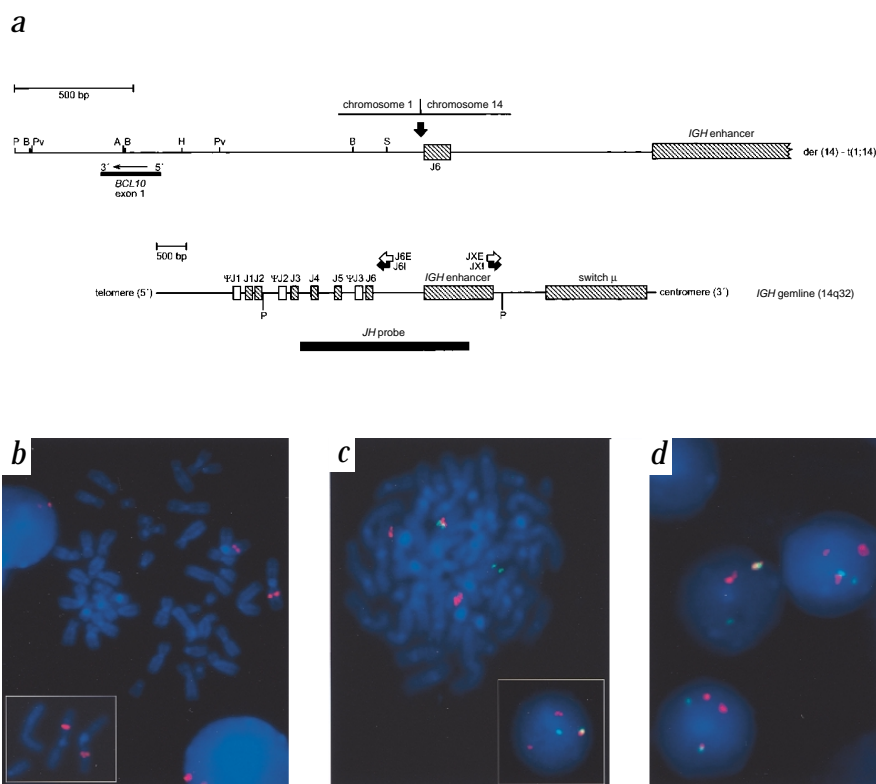 a
500 bp
chromosome 1 chromosome 14
P B Pv A B H Pv B S IGH enhancer der (14) - t(1;14)
J6
3´ 5´
BCL10
exon 1
500 bp
J6E JXE
J6I JXI
ΨJ1 J1 J2 ΨJ2 J3 J4 J5 ΨJ3 J6 IGH enhancer switch μ
telomere (5´) centromere (3´) IGH gemline (14q32)
P P
JH probe
b c d